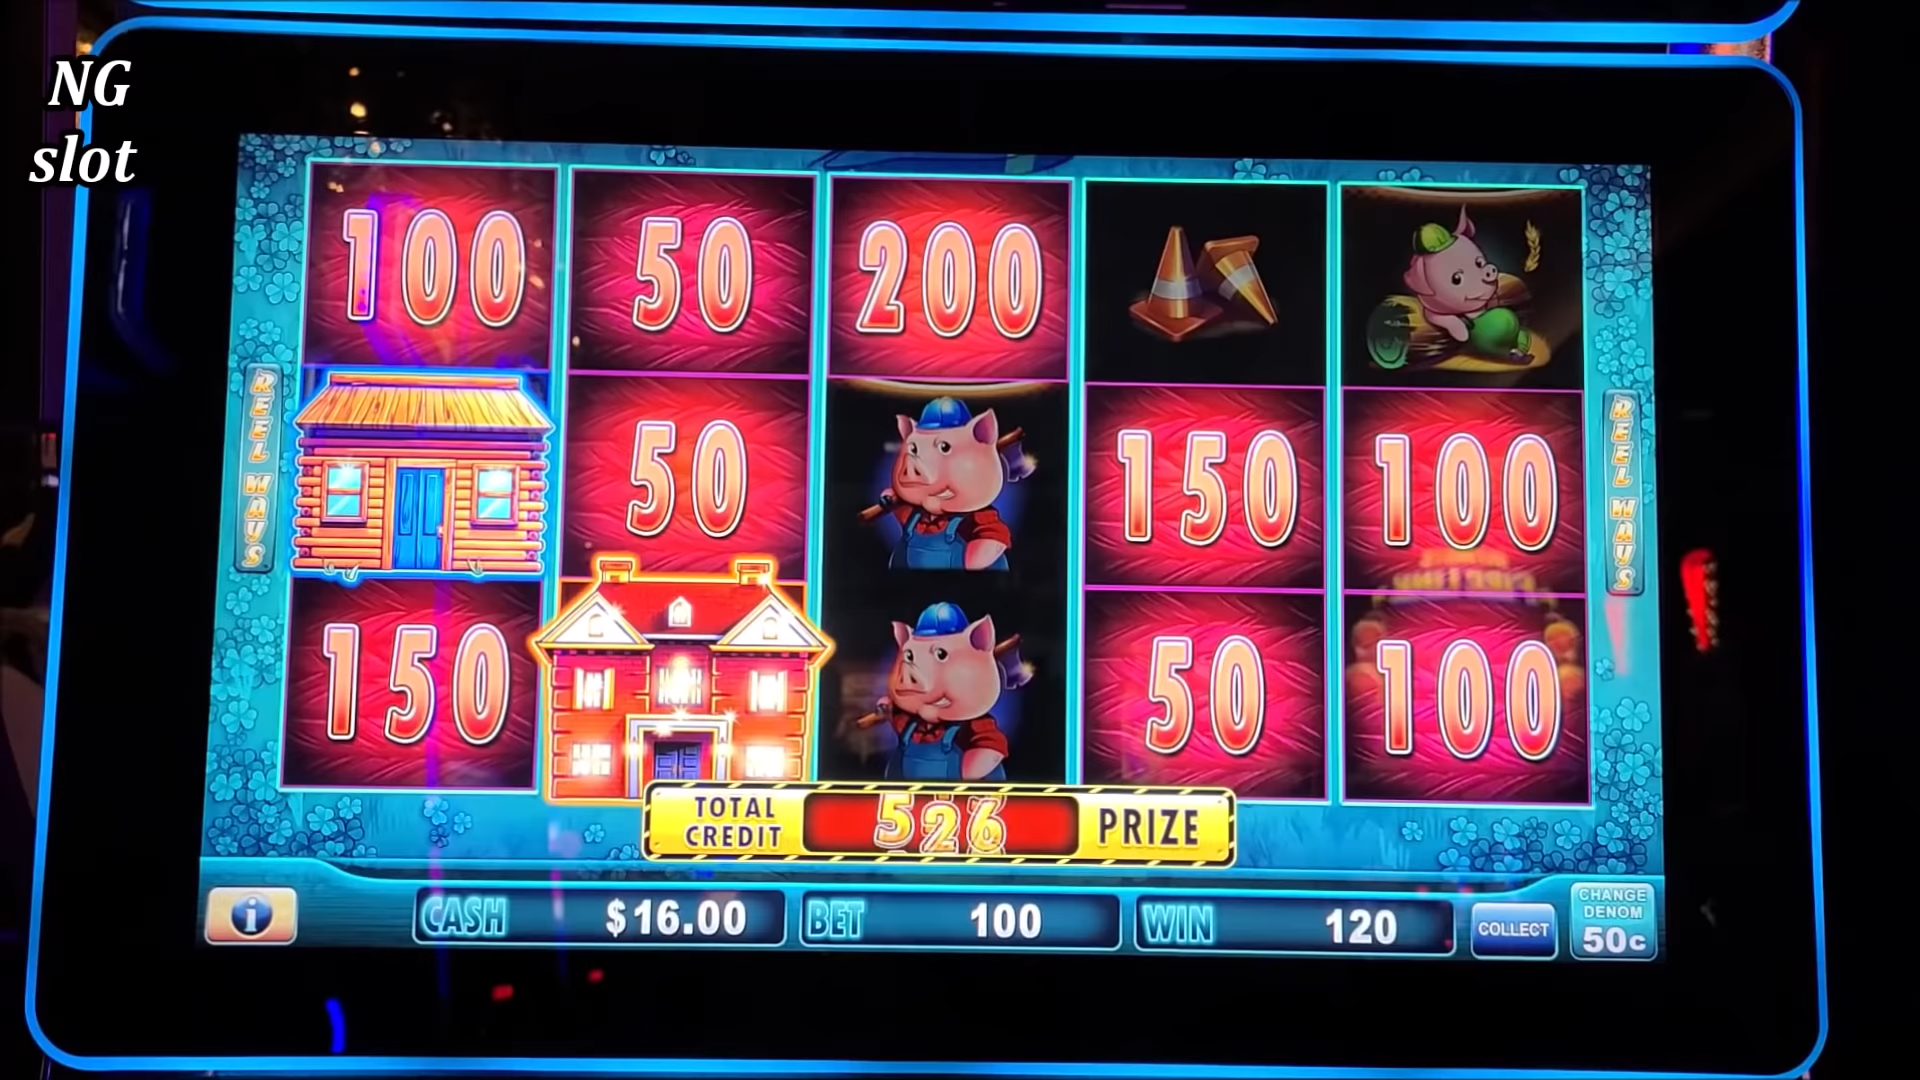 NG
slot
100
50
200
REEL WAYS
50
150
100
REEL WAYS
150
50
100
TOTAL
CREDIT
526
PRIZE
CASH
$16.00
BET
100
WIN
120
COLLECT
CHANGE
DENOM
50¢